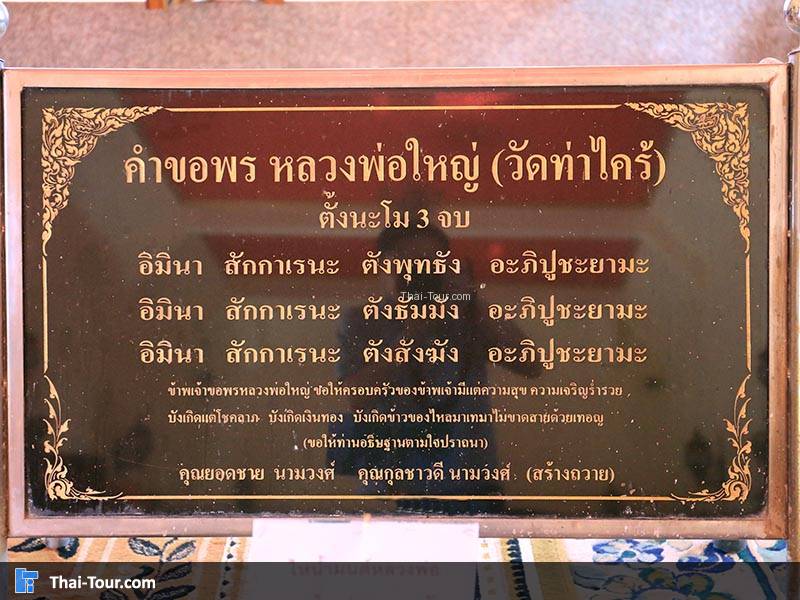 คำขอพร หลวงพ่อใหญ่ (วัดท่าไคร้)
ตั้งนะโม 3 จบ
อิมินา สักกาเรนะ ตังพุทธัง อะภิปูชะยามะ
Thai-Tour.com
อิมินา สักกาเรนะ ตังธัมมัง อะภิปูชะยามะ
อิมินา สักกาเรนะ ตังสังฆัง อะภิปูชะยามะ
ข้าพเจ้าขอพรหลวงพ่อใหญ่ ขอให้ครอบครัวของข้าพเจ้ามีแต่ความสุข ความเจริญร่ำรวย
บังเกิดแต่โชคลาภ บังเกิดเงินทอง บังเกิดข้าวของไหลมาเทมาไม่ขาดสายด้วยเทอญ
(ขอให้ท่านอธิษฐานตามใจปราถนา)
คุณยอดชาย นามวงศ์ คุณกุลชาวดี นามวงศ์ (สร้างถวาย)
Thai-Tour.com